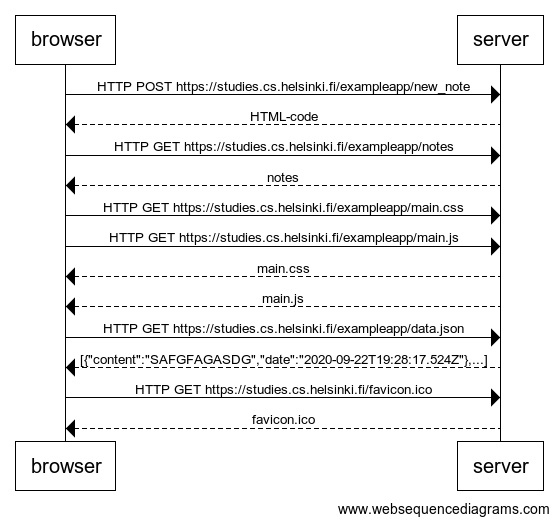 browser server
HTTP POST https://studies.cs.helsinki.fi/exampleapp/new_note
HTML-code
HTTP GET https://studies.cs.helsinki.fi/exampleapp/notes
notes
HTTP GET https://studies.cs.helsinki.fi/exampleapp/main.css
HTTP GET https://studies.cs.helsinki.fi/exampleapp/main.js
main.css
main.js
HTTP GET https://studies.cs.helsinki.fi/exampleapp/data.json
[{"content":"SAFGFAGASDG","date":"2020-09-22T19:28:17.524Z"},...]
HTTP GET https://studies.cs.helsinki.fi/favicon.ico
favicon.ico
browser server
www.websequencediagrams.com